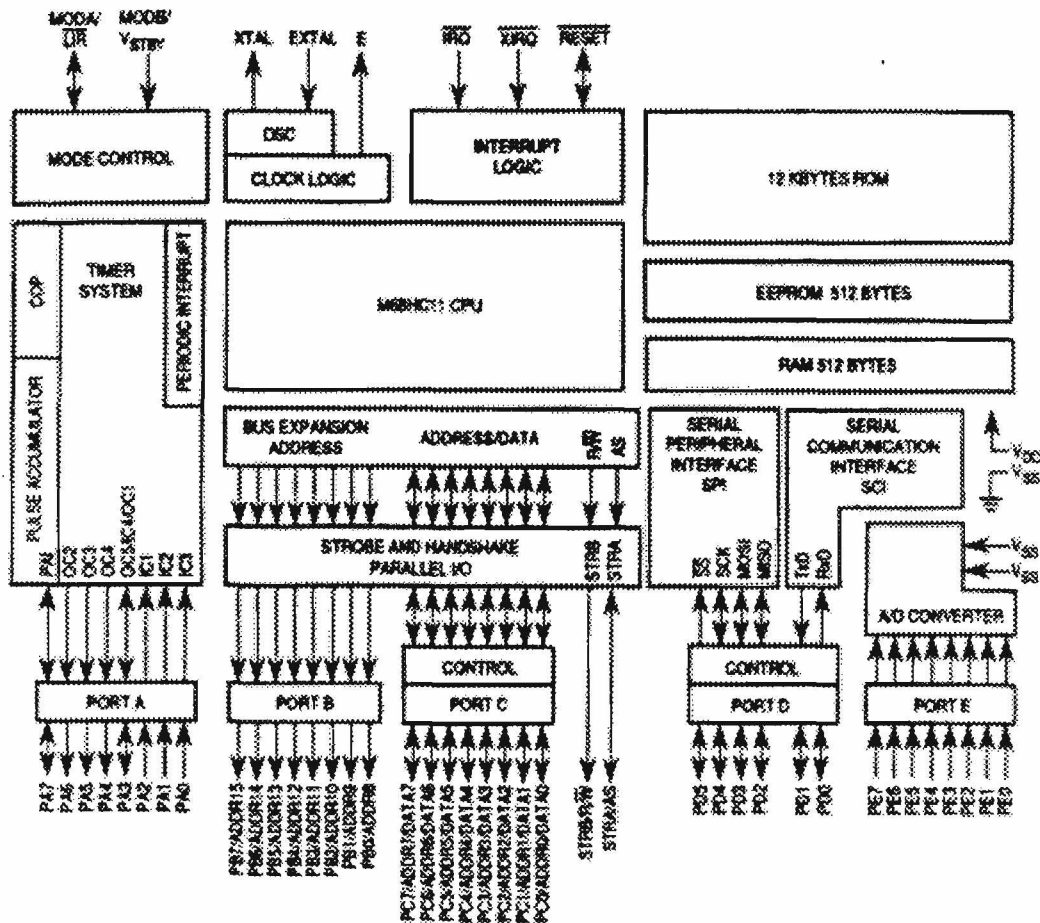 MODA/
LIR
MODB/
VSTBY
XTAL
EXTAL
E
IRQ
XIRQ
RESET
MODE CONTROL
OSC
CLOCK LOGIC
INTERRUPT
LOGIC
12 KBYTES ROM
TIMER
SYSTEM
COP
PULSE ACCUMULATOR
PERIODIC INTERRUPT
M68HC11 CPU
EEPROM 512 BYTES
RAM 512 BYTES
PAI
OC2
OC3
OC4
OC5/IC4/OC1
IC1
IC2
IC3
BUS EXPANSION
ADDRESS
ADDRESS/DATA
R/W
AS
STROBE AND HANDSHAKE
PARALLEL I/O
STRB
STRA
SERIAL
PERIPHERAL
INTERFACE
SPI
SS
SCK
MOSI
MISO
SERIAL
COMMUNICATION
INTERFACE
SCI
TxD
RxD
VDD
VSS
VSS
VSS
A/D CONVERTER
CONTROL
CONTROL
PORT A
PORT B
PORT C
PORT D
PORT E
PA7
PA6
PA5
PA4
PA3
PA2
PA1
PA0
PB7/ADDR15
PB6/ADDR14
PB5/ADDR13
PB4/ADDR12
PB3/ADDR11
PB2/ADDR10
PB1/ADDR9
PB0/ADDR8
PC7/ADDR7/DATA7
PC6/ADDR6/DATA6
PC5/ADDR5/DATA5
PC4/ADDR4/DATA4
PC3/ADDR3/DATA3
PC2/ADDR2/DATA2
PC1/ADDR1/DATA1
PC0/ADDR0/DATA0
STRB/R/W
STRA/AS
PD5
PD4
PD3
PD2
PD1
PD0
PE7
PE6
PE5
PE4
PE3
PE2
PE1
PE0